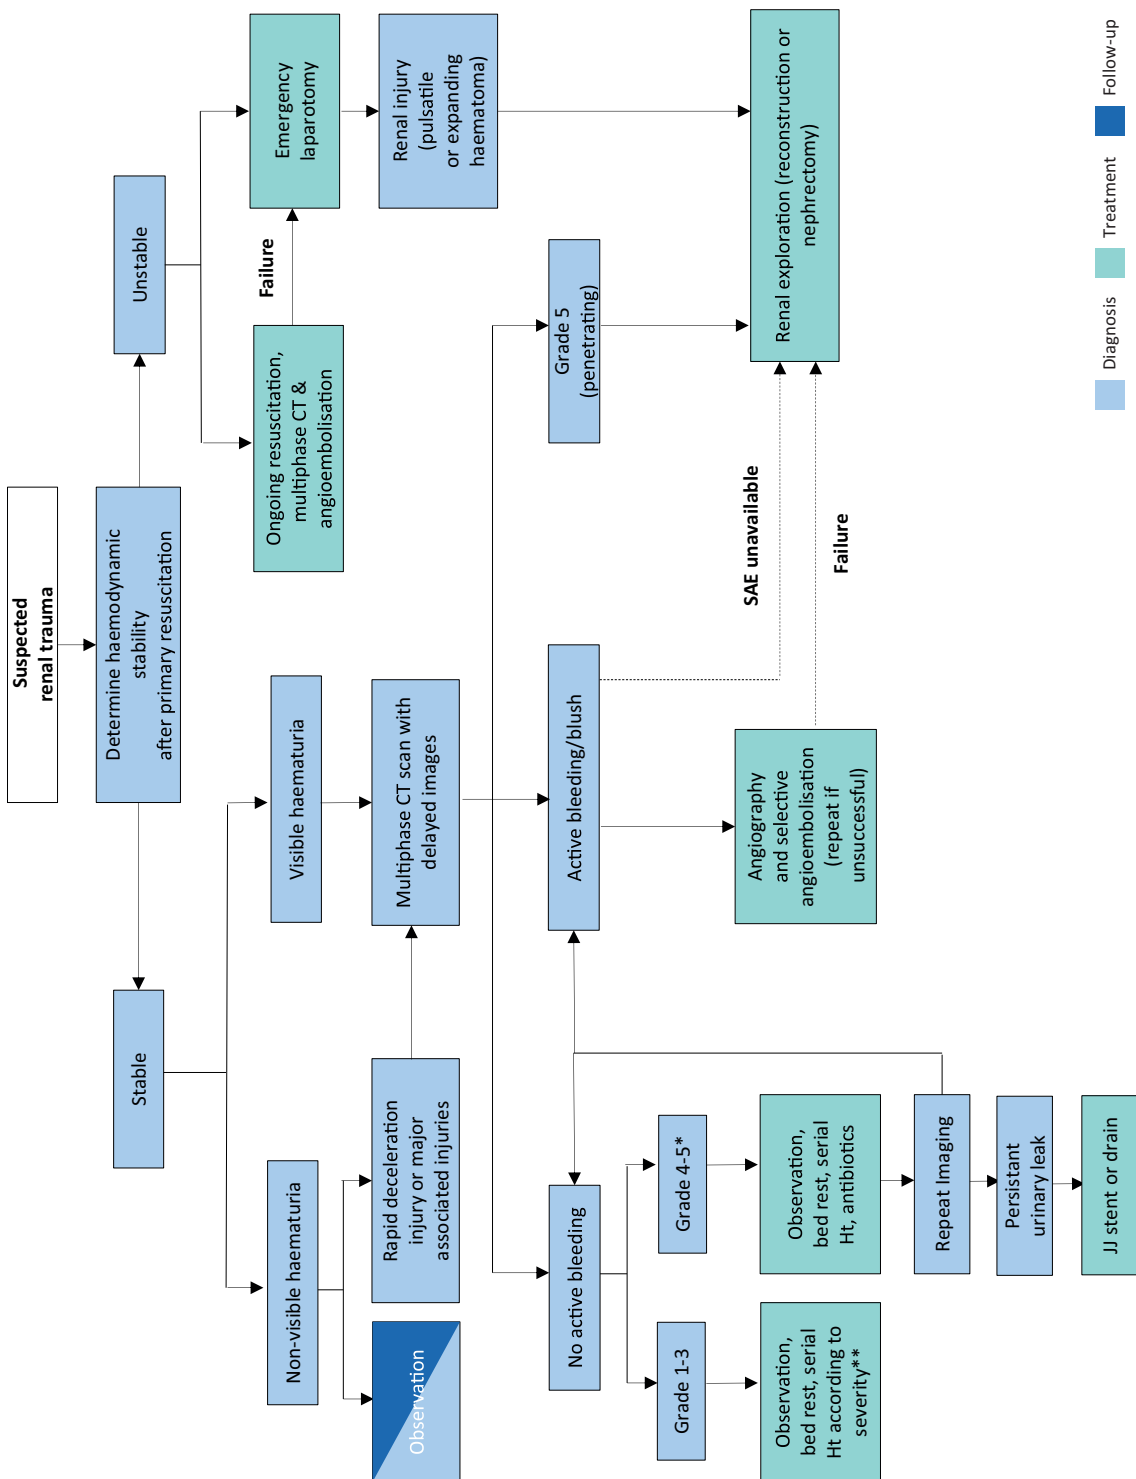 Suspected
renal trauma
Determine haemodynamic
stability
after primary resuscitation
Stable
Unstable
Non-visible haematuria
Visible haematuria
Ongoing resuscitation,
multiphase CT &
angioembolisation
Failure
Emergency
laparotomy
Observation
Rapid deceleration
injury or major
associated injuries
Multiphase CT scan with
delayed images
Renal injury
(pulsatile
or expanding
haematoma)
No active bleeding
Active bleeding/blush
Grade 5
(penetrating)
Grade 1-3
Grade 4-5*
SAE unavailable
Observation,
bed rest, serial
Ht according to
severity**
Observation,
bed rest, serial
Ht, antibiotics
Angiography
and selective
angioembolisation
(repeat if
unsuccessful)
Failure
Renal exploration (reconstruction or
nephrectomy)
Repeat Imaging
Persistant
urinary leak
JJ stent or drain
Diagnosis
Treatment
Follow-up